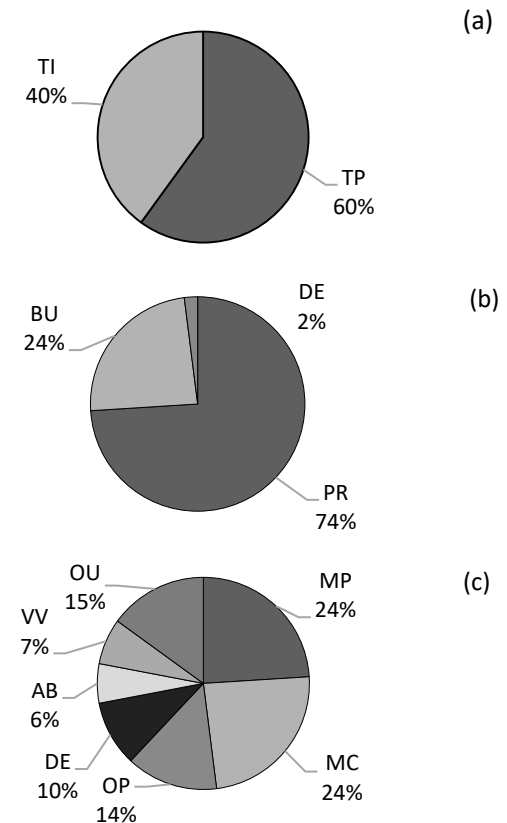 (a)
TI
40%
TP
60%
(b)
DE
2%
BU
24%
PR
74%
(c)
OU
15%
MP
24%
VV
7%
AB
6%
DE
10%
OP
14%
MC
24%